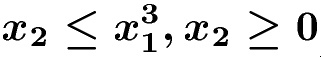 x₂ ≤ x₁³, x₂ ≥ 0